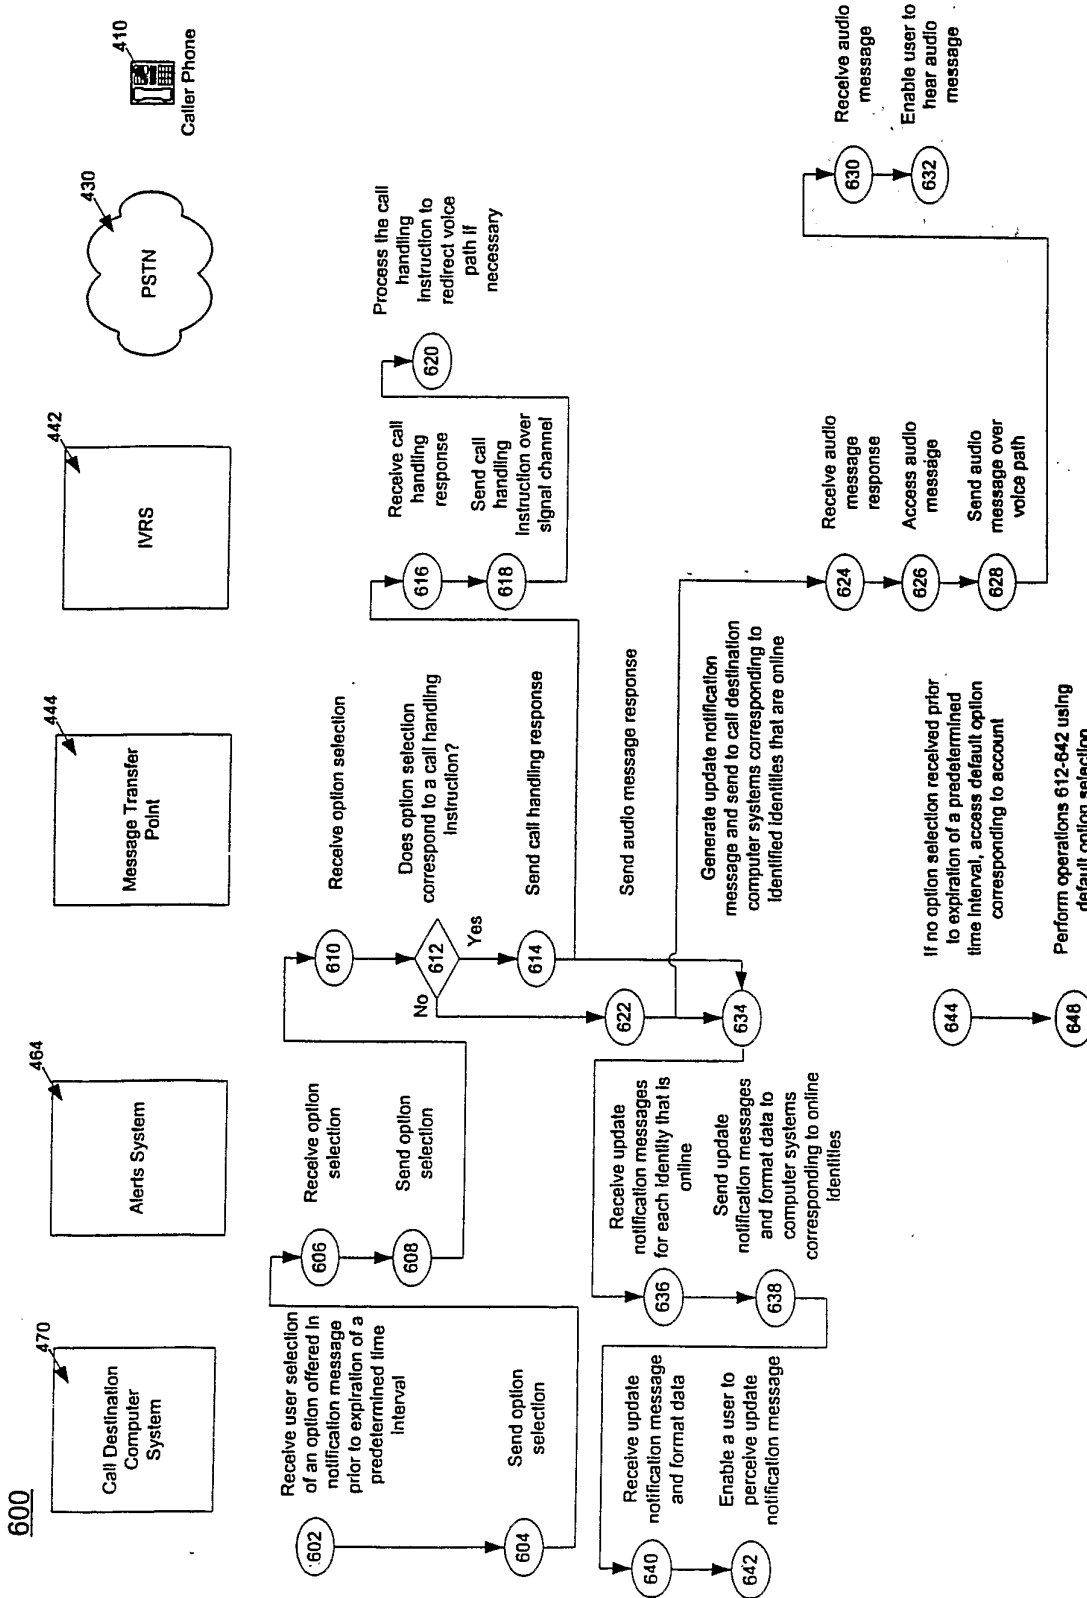 600
470
Call Destination
Computer
System
464
Alerts System
444
Message Transfer
Point
442
IVRS
430
PSTN
410
Caller Phone
602
Receive user selection
of an option offered in
notification message
prior to expiration of a
predetermined time
interval
604
Send option
selection
606
Receive option
selection
608
Send option
selection
610
Receive option selection
612
Does option selection
correspond to a call handling
instruction?
No
Yes
614
Send call handling response
616
Receive call
handling
response
618
Send call
handling
instruction over
signal channel
620
Process the call
handling
instruction to
redirect voice
path if
necessary
622
Send audio message response
624
Receive audio
message
response
626
Access audio
message
628
Send audio
message over
voice path
630
Receive audio
message
632
Enable user to
hear audio
message
634
Generate update notification
message and send to call destination
computer systems corresponding to
identified identities that are online
636
Receive update
notification messages
for each identity that is
online
638
Send update
notification messages
and format data to
computer systems
corresponding to online
identities
640
Receive update
notification message
and format data
642
Enable a user to
perceive update
notification message
644
If no option selection received prior
to expiration of a predetermined
time interval, access default option
corresponding to account
648
Perform operations 612-642 using
default option selection